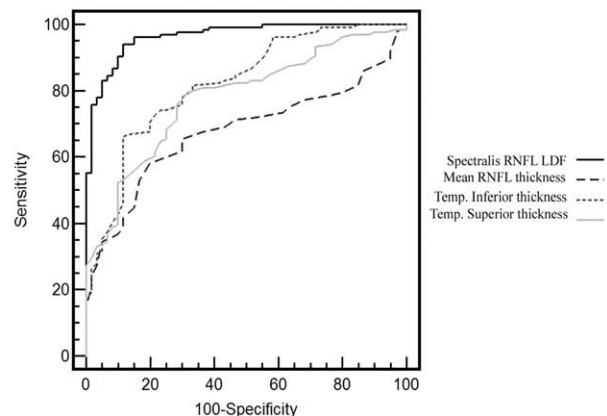 100
80
60
40
20
0
Sensitivity
0 20 40 60 80 100
100-Specificity
Spectralis RNFL LDF
Mean RNFL thickness
Temp. Inferior thickness
Temp. Superior thickness